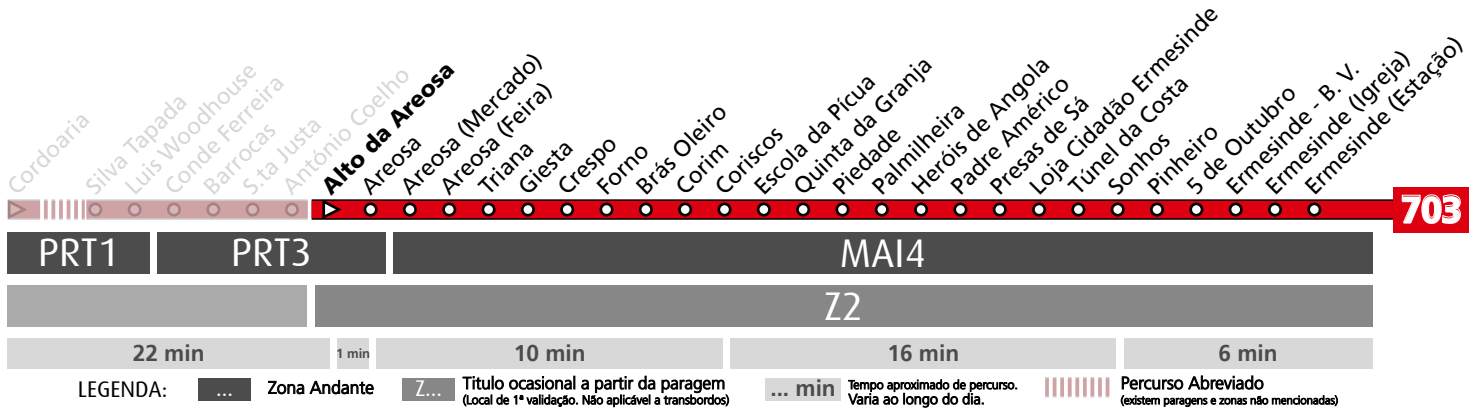 Cordoaria
Silva Tapada
Luis Woodhouse
Conde Ferreira
Barrocas
S.ta Justa
António Coelho
Alto da Areosa
Areosa
Areosa (Mercado)
Areosa (Feira)
Triana
Giesta
Crespo
Forno
Brás Oleiro
Corim
Coriscos
Escola da Pícua
Quinta da Granja
Piedade
Palmilheira
Heróis de Angola
Padre Américo
Presas de Sá
Loja Cidadão Ermesinde
Túnel da Costa
Sonhos
Pinheiro
5 de Outubro
Ermesinde - B. V.
Ermesinde (Igreja)
Ermesinde (Estação)
703
PRT1 PRT3 MAI4
Z2
22 min 1 min 10 min 16 min 6 min
LEGENDA:
... Zona Andante
Z... Titulo ocasional a partir da paragem
(Local de 1ª validação. Não aplicável a transbordos)
... min Tempo aproximado de percurso.
Varia ao longo do dia.
Percurso Abreviado
(existem paragens e zonas não mencionadas)